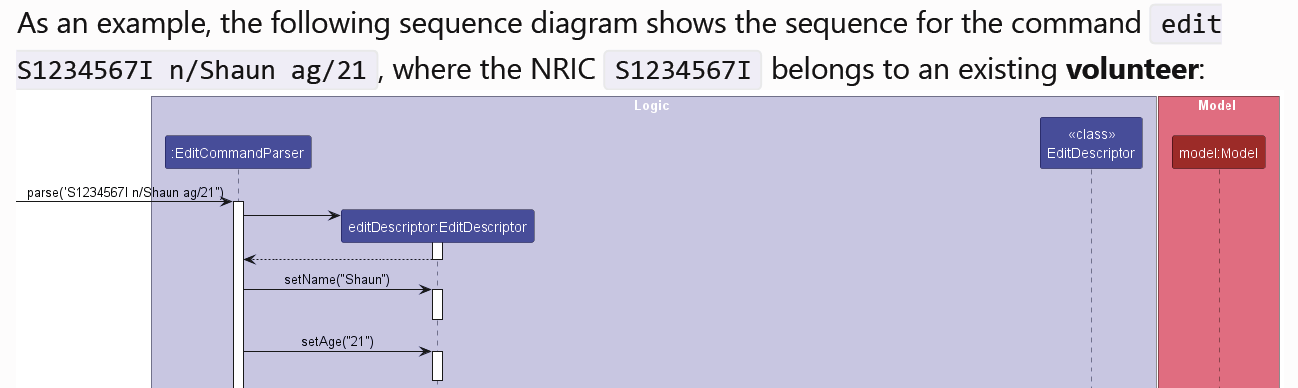 As an example, the following sequence diagram shows the sequence for the command edit
S1234567I n/Shaun ag/21 , where the NRIC S1234567I belongs to an existing volunteer:
Logic
Model
«class»
:EditCommandParser
EditDescriptor
model:Model
parse("S1234567I n/Shaun ag/21")
editDescriptor:EditDescriptor
setName("Shaun")
setAge("21")